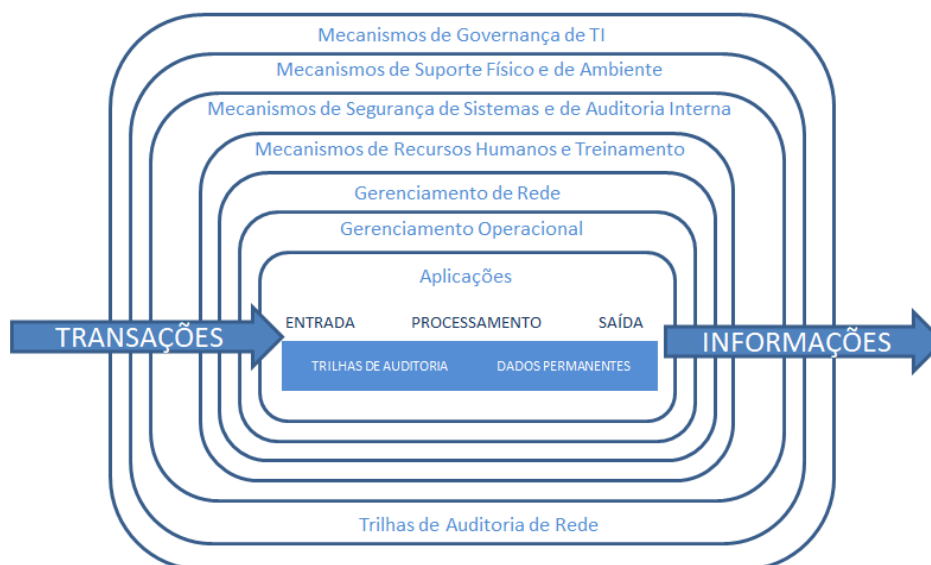 Mecanismos de Governança de TI
Mecanismos de Suporte Físico e de Ambiente
Mecanismos de Segurança de Sistemas e de Auditoria Interna
Mecanismos de Recursos Humanos e Treinamento
Gerenciamento de Rede
Gerenciamento Operacional
Aplicações
ENTRADA PROCESSAMENTO SAÍDA
TRANSAÇÕES
INFORMAÇÕES
TRILHAS DE AUDITORIA DADOS PERMANENTES
Trilhas de Auditoria de Rede